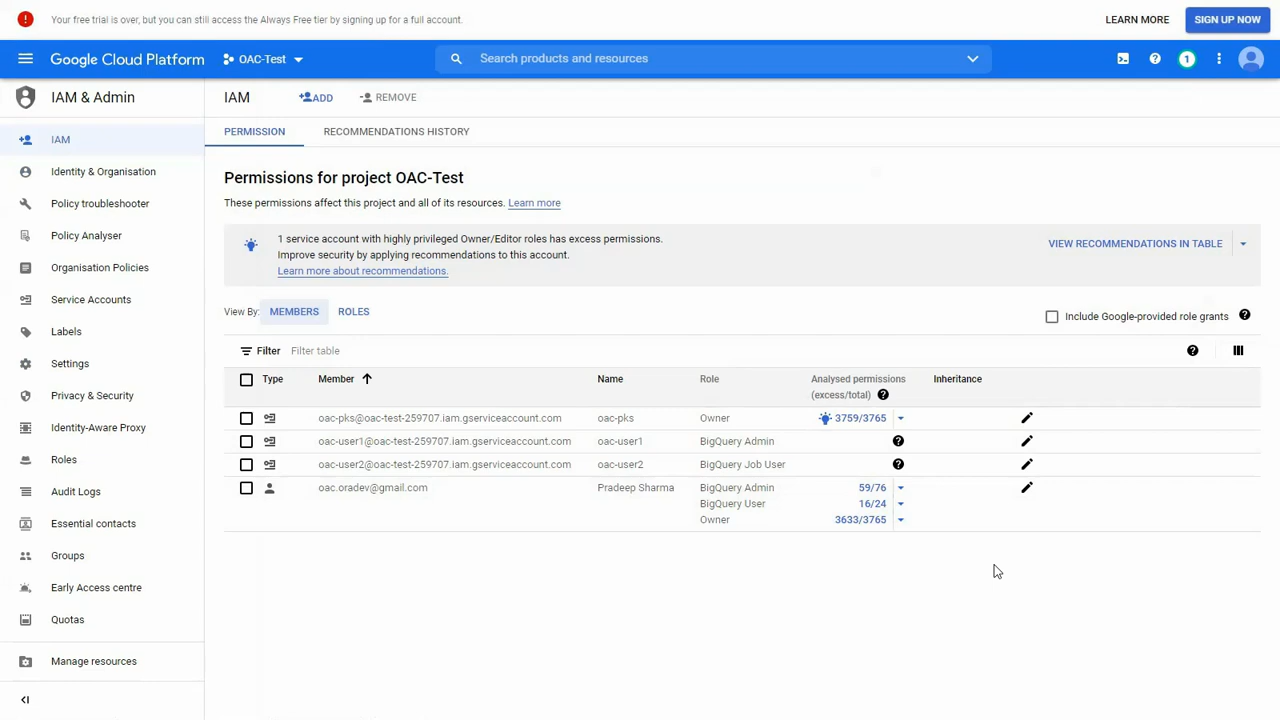 Your free trial is over, but you can still access the Always Free tier by signing up for a full account.
LEARN MORE
SIGN UP NOW
Google Cloud Platform
OAC-Test
Search products and resources
1
IAM & Admin
IAM
ADD
REMOVE
PERMISSION
RECOMMENDATIONS HISTORY
IAM
Identity & Organisation
Policy troubleshooter
Policy Analyser
Organisation Policies
Service Accounts
Labels
Settings
Privacy & Security
Identity-Aware Proxy
Roles
Audit Logs
Essential contacts
Groups
Early Access centre
Quotas
Manage resources
Permissions for project OAC-Test
These permissions affect this project and all of its resources. Learn more
1 service account with highly privileged Owner/Editor roles has excess permissions.
Improve security by applying recommendations to this account.
Learn more about recommendations.
VIEW RECOMMENDATIONS IN TABLE
View By: MEMBERS ROLES
Include Google-provided role grants
Filter Filter table
Type Member Name Role Analysed permissions (excess/total) Inheritance
oac-pks@oac-test-259707.iam.gserviceaccount.com oac-pks Owner 3759/3765
oac-user1@oac-test-259707.iam.gserviceaccount.com oac-user1 BigQuery Admin
oac-user2@oac-test-259707.iam.gserviceaccount.com oac-user2 BigQuery Job User
oac.oradev@gmail.com Pradeep Sharma BigQuery Admin 59/76
BigQuery User 16/24
Owner 3633/3765